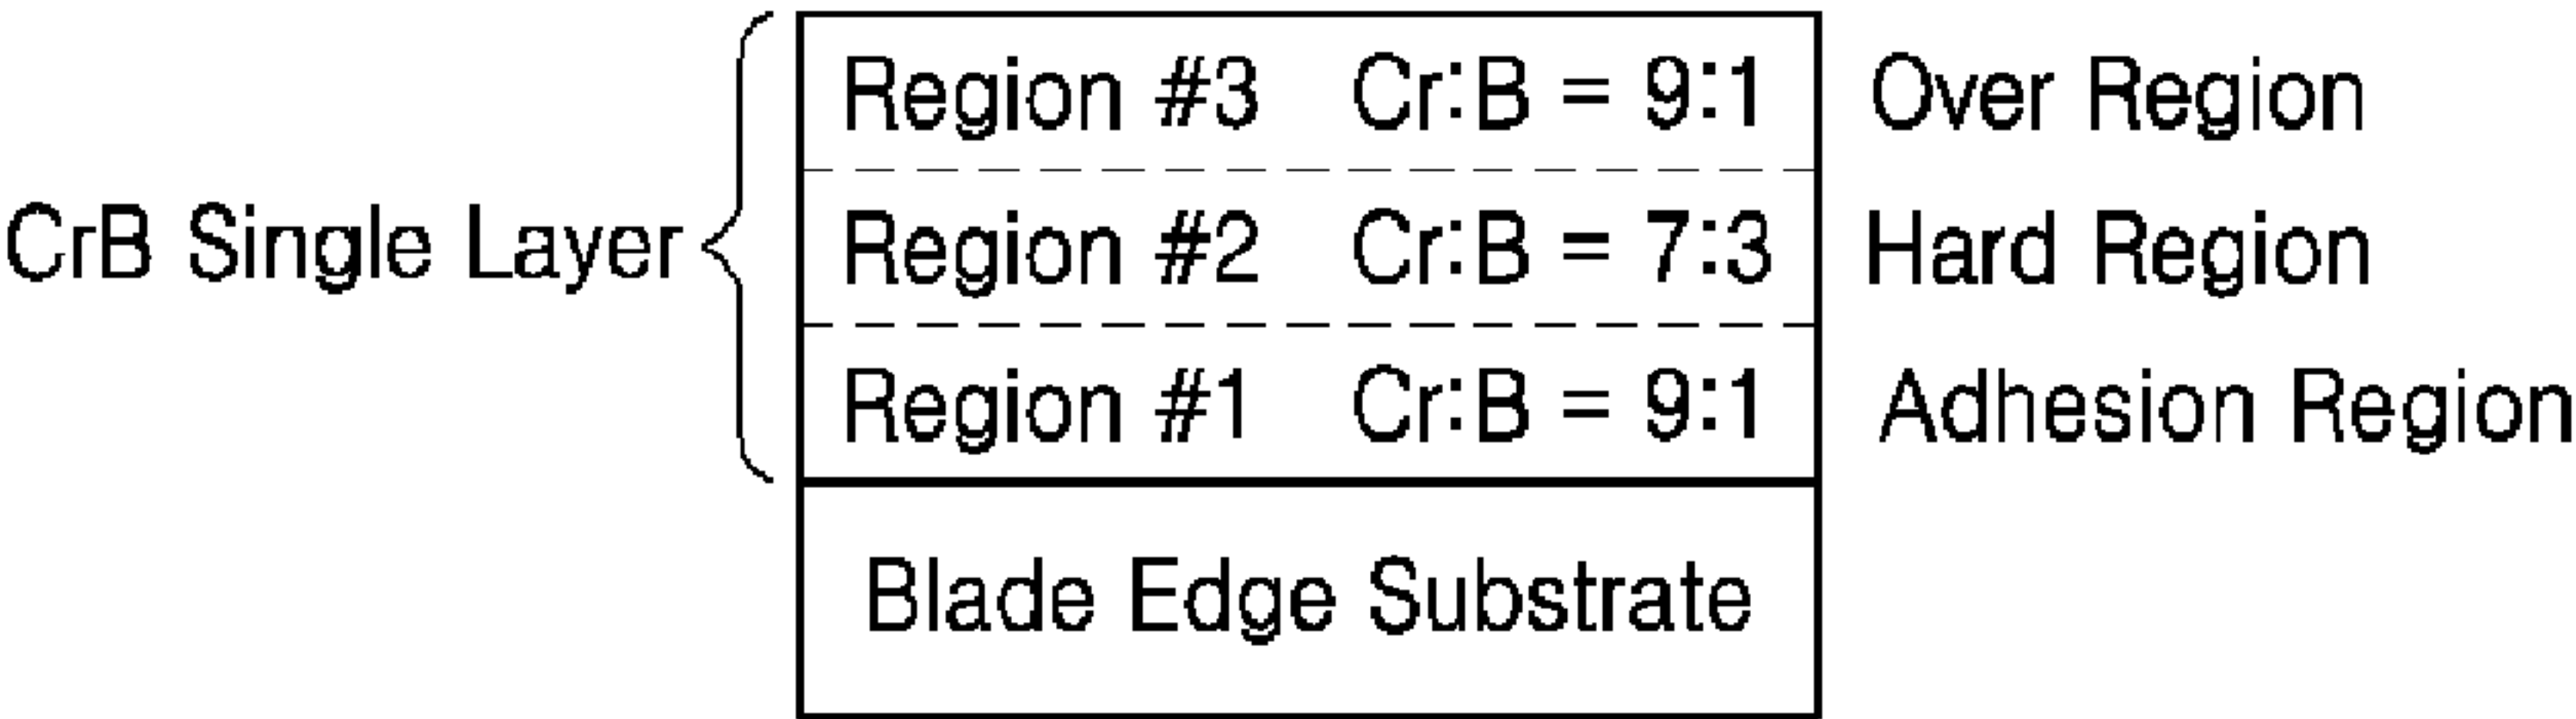 Region #3 Cr:B = 9:1 Over Region
CrB Single Layer Region #2 Cr:B = 7:3 Hard Region
Region #1 Cr:B = 9:1 Adhesion Region
Blade Edge Substrate